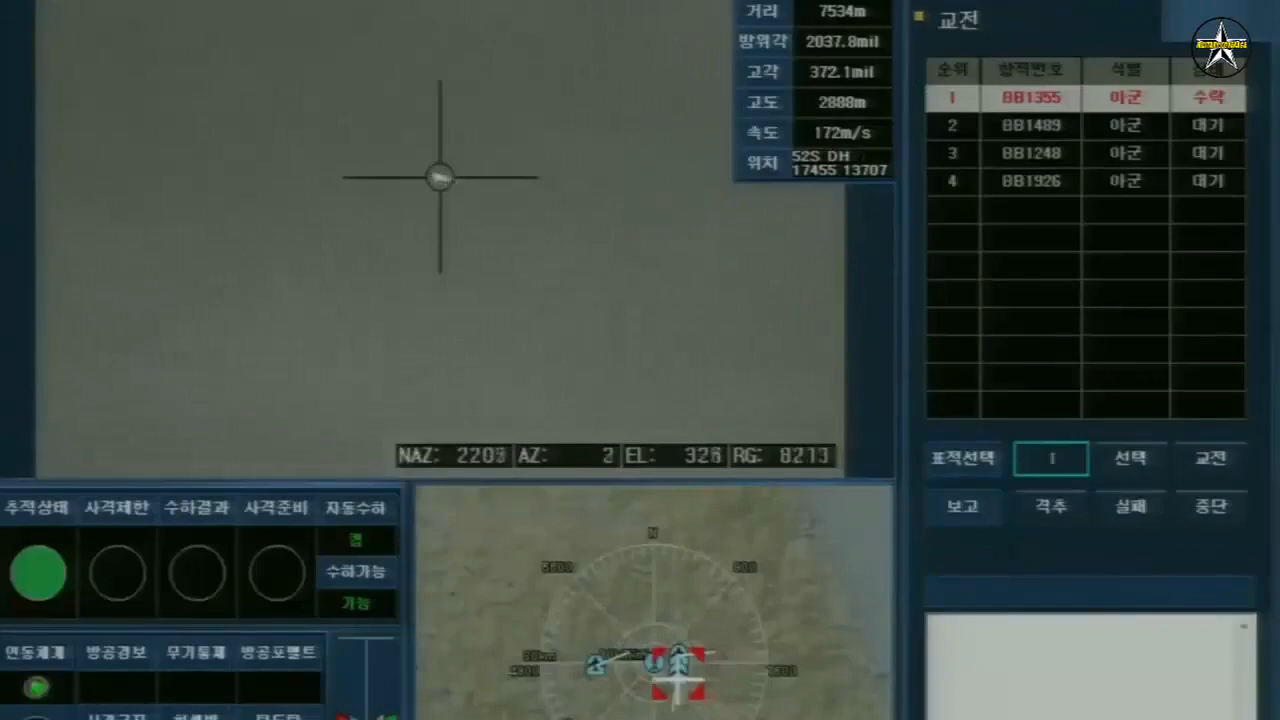 거리 7534m
방위각 2037.8mil
고각 372.1mil
고도 2888m
속도 172m/s
위치 52S DH
17455 13707
교전
순위 항적번호 식별
1 BB1355 아군 수락
2 BB1489 아군 대기
3 BB1248 아군 대기
4 BB1926 아군 대기
NAZ: 2203 AZ: 2 EL: 326 RG: 8213
표적선택 1 선택 교전
보고 격추 실패 중단
추적상태 사격제한 수하결과 사격준비 자동수하
수하가능
가능
연동체계 방공경보 무기통제 방공포벨트
N